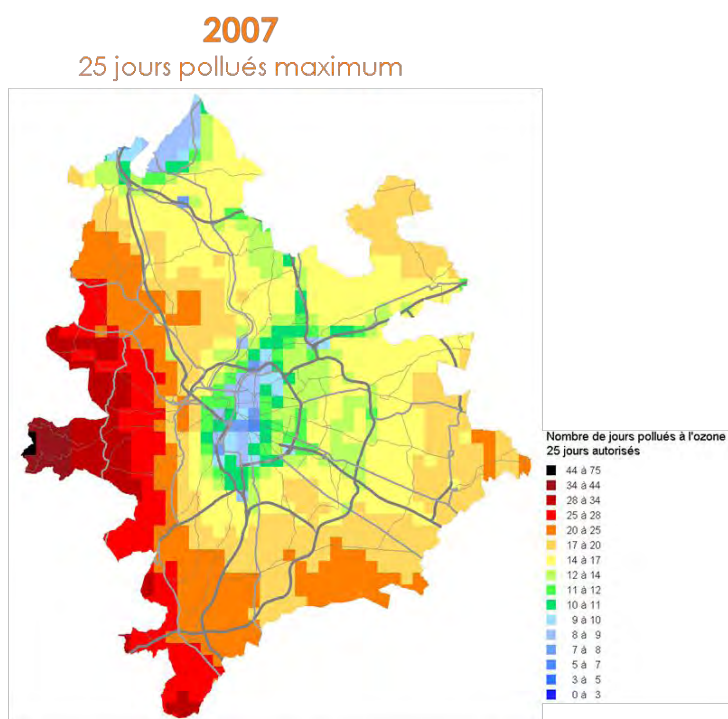 2007
25 jours pollués maximum
Nombre de jours pollués à l'ozone
25 jours autorisés
44 à 75
34 à 44
28 à 34
25 à 28
20 à 25
17 à 20
14 à 17
12 à 14
11 à 12
10 à 11
9 à 10
8 à 9
7 à 8
5 à 7
3 à 5
0 à 3